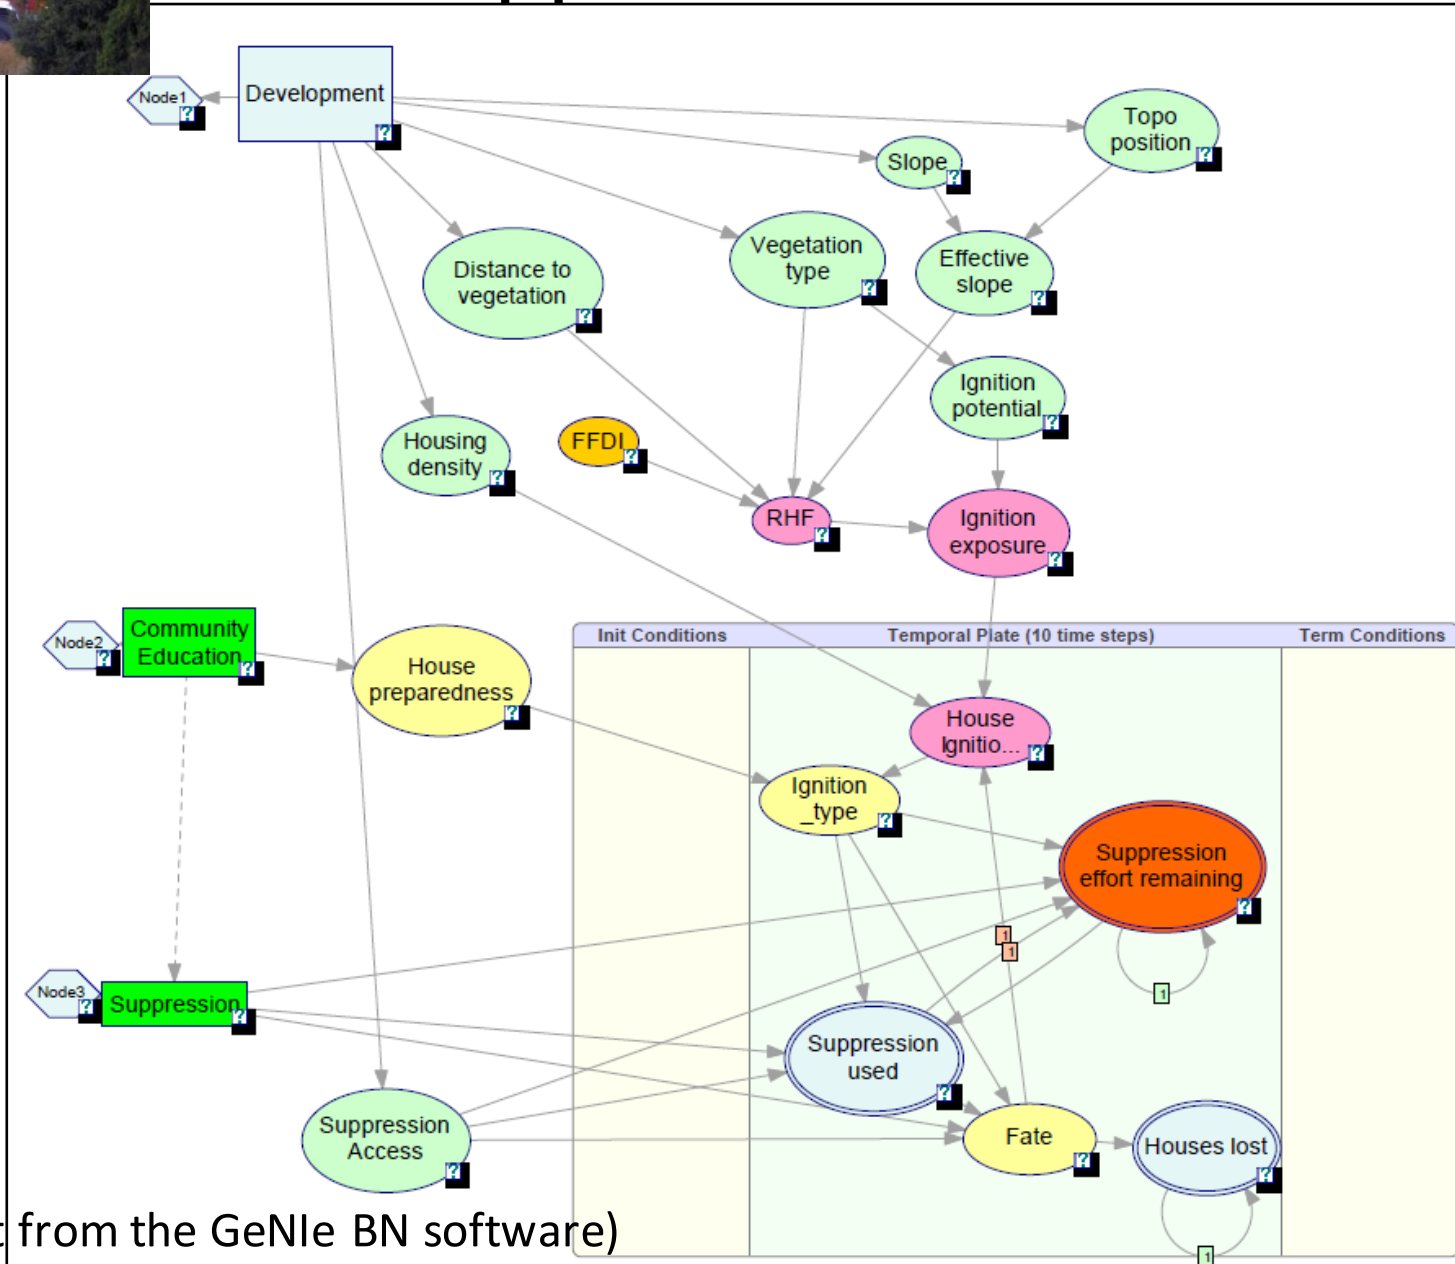 Node1
Development
Topo
position
Slope
Vegetation
type
Effective
slope
Distance to
vegetation
Ignition
potential
Housing
density
FFDI
RHF
Ignition
exposure
Community
Education
Node2
House
preparedness
Init Conditions
Temporal Plate (10 time steps)
Term Conditions
House
Ignitio...
Ignition
_type
Suppression
effort remaining
1
1
1
Node3
Suppression
Suppression
used
Suppression
Access
Fate
Houses lost
from the GeNIe BN software)
1